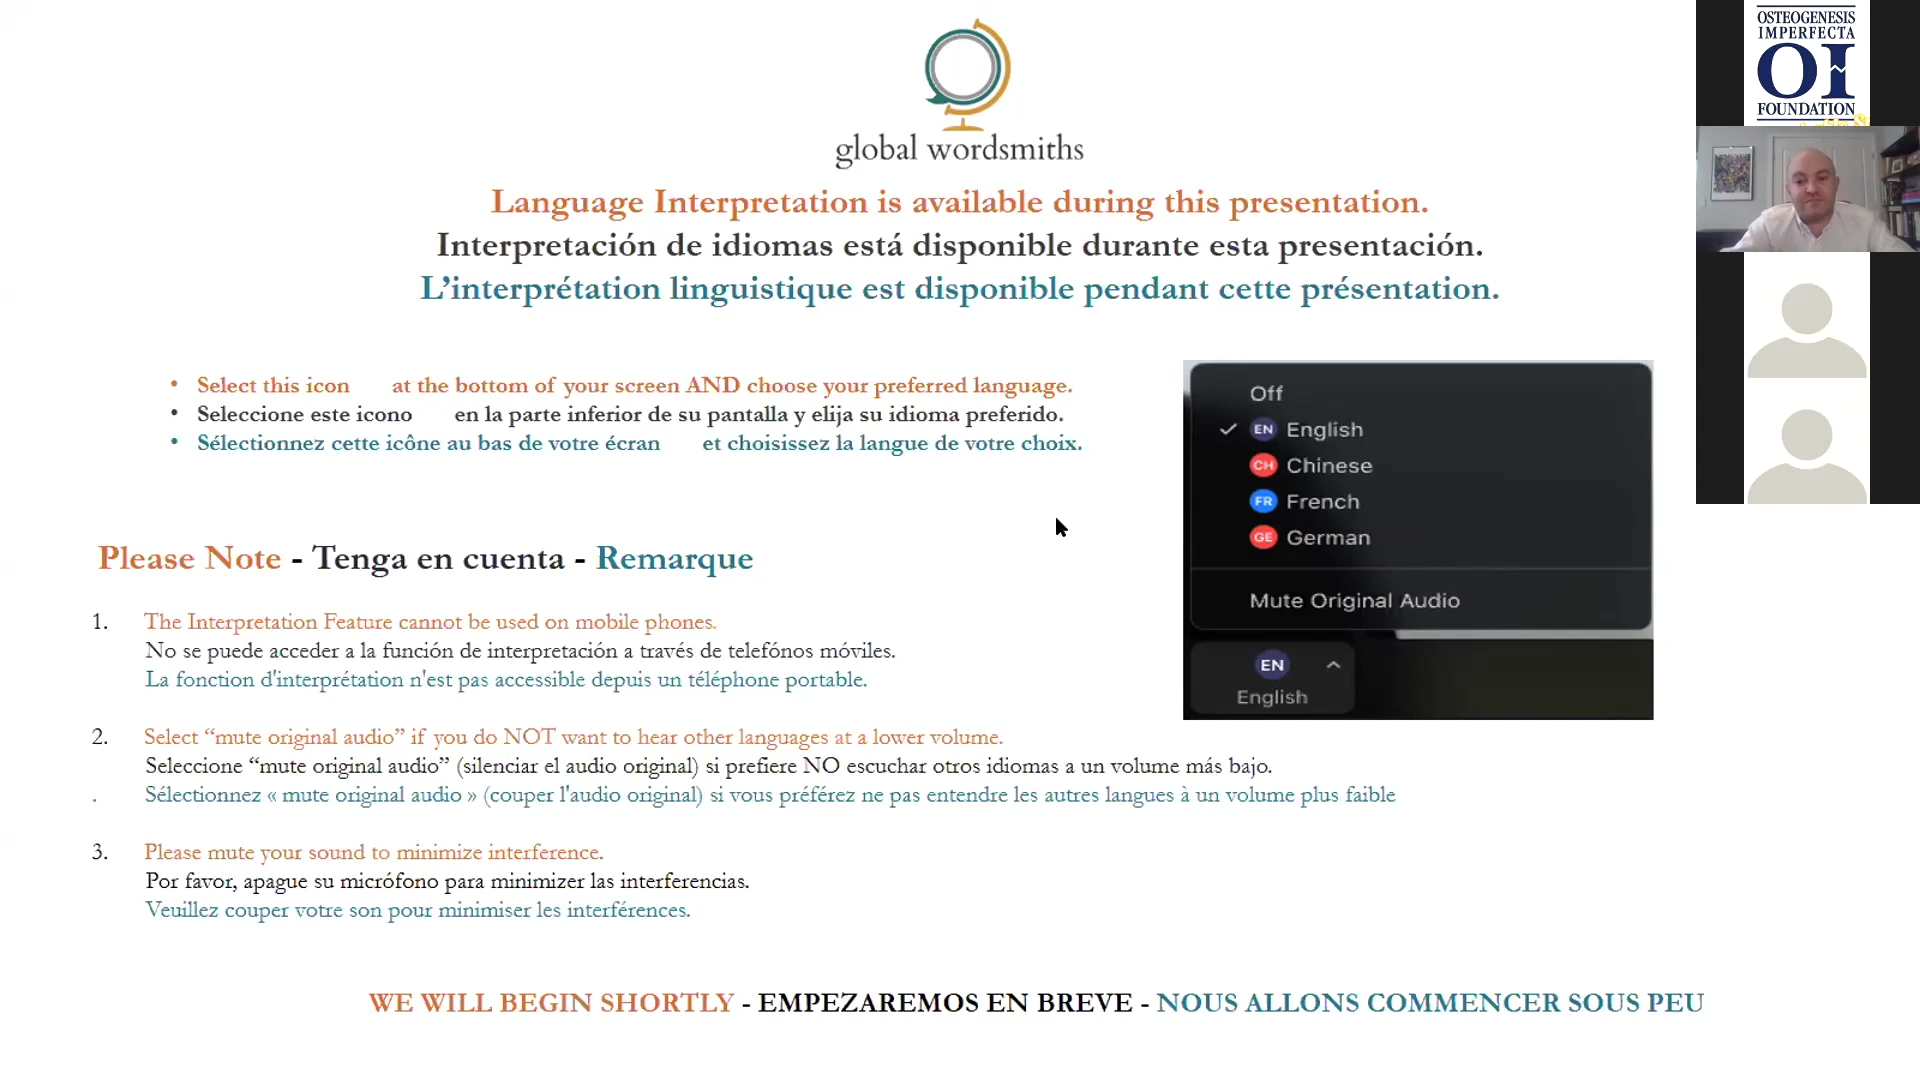 global wordsmiths
Language Interpretation is available during this presentation.
Interpretación de idiomas está disponible durante esta presentación.
L’interprétation linguistique est disponible pendant cette présentation.
• Select this icon at the bottom of your screen AND choose your preferred language.
• Seleccione este icono en la parte inferior de su pantalla y elija su idioma preferido.
• Sélectionnez cette icône au bas de votre écran et choisissez la langue de votre choix.
Off
EN English
CH Chinese
FR French
GE German
Mute Original Audio
EN
English
Please Note - Tenga en cuenta - Remarque
1. The Interpretation Feature cannot be used on mobile phones.
No se puede acceder a la función de interpretación a través de telefónos móviles.
La fonction d'interprétation n'est pas accessible depuis un téléphone portable.
2. Select “mute original audio” if you do NOT want to hear other languages at a lower volume.
Seleccione “mute original audio” (silenciar el audio original) si prefiere NO escuchar otros idiomas a un volume más bajo.
. Sélectionnez « mute original audio » (couper l'audio original) si vous préférez ne pas entendre les autres langues à un volume plus faible
3. Please mute your sound to minimize interference.
Por favor, apague su micrófono para minimizer las interferencias.
Veuillez couper votre son pour minimiser les interférences.
WE WILL BEGIN SHORTLY - EMPEZAREMOS EN BREVE - NOUS ALLONS COMMENCER SOUS PEU
OSTEOGENESIS
IMPERFECTA
OI
FOUNDATION